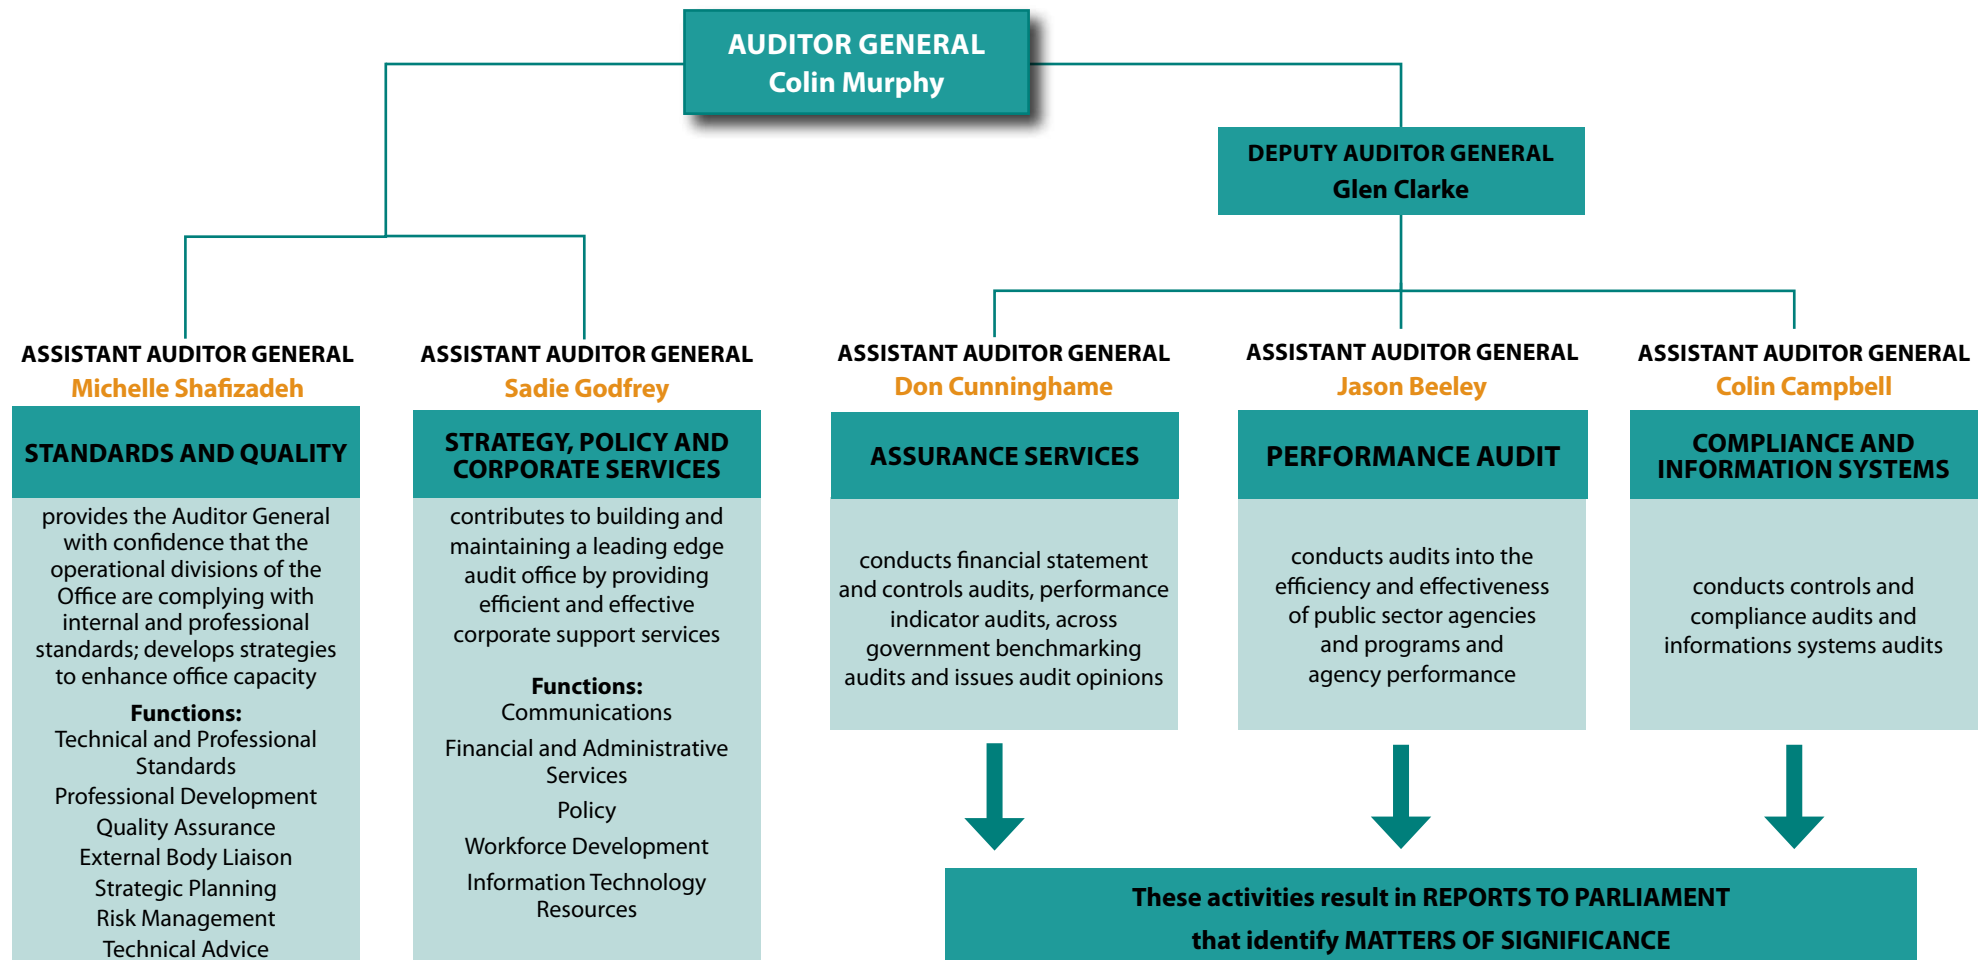 AUDITOR GENERAL
Colin Murphy
DEPUTY AUDITOR GENERAL
Glen Clarke
ASSISTANT AUDITOR GENERAL
Michelle Shafizadeh
STANDARDS AND QUALITY
provides the Auditor General
with confidence that the
operational divisions of the
Office are complying with
internal and professional
standards; develops strategies
to enhance office capacity
Functions:
Technical and Professional
Standards
Professional Development
Quality Assurance
External Body Liaison
Strategic Planning
Risk Management
Technical Advice
ASSISTANT AUDITOR GENERAL
Sadie Godfrey
STRATEGY, POLICY AND
CORPORATE SERVICES
contributes to building and
maintaining a leading edge
audit office by providing
efficient and effective
corporate support services
Functions:
Communications
Financial and Administrative
Services
Policy
Workforce Development
Information Technology
Resources
ASSISTANT AUDITOR GENERAL
Don Cunninghame
ASSURANCE SERVICES
conducts financial statement
and controls audits, performance
indicator audits, across
government benchmarking
audits and issues audit opinions
ASSISTANT AUDITOR GENERAL
Jason Beeley
PERFORMANCE AUDIT
conducts audits into the
efficiency and effectiveness
of public sector agencies
and programs and
agency performance
ASSISTANT AUDITOR GENERAL
Colin Campbell
COMPLIANCE AND
INFORMATION SYSTEMS
conducts controls and
compliance audits and
informations systems audits
These activities result in REPORTS TO PARLIAMENT
that identify MATTERS OF SIGNIFICANCE